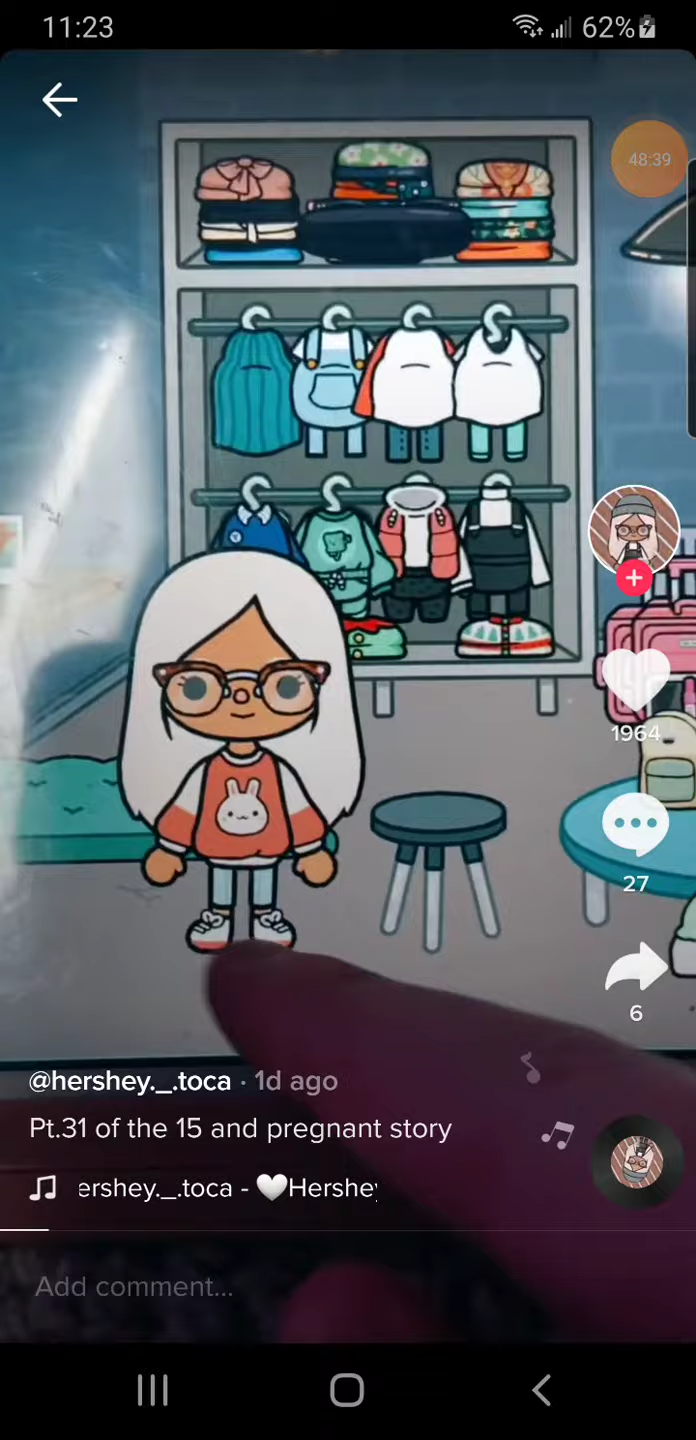 11:23
62%
48:39
1964
27
6
@hershey._.toca · 1d ago
Pt.31 of the 15 and pregnant story
ershey._.toca - 🤍Hershey
Add comment...